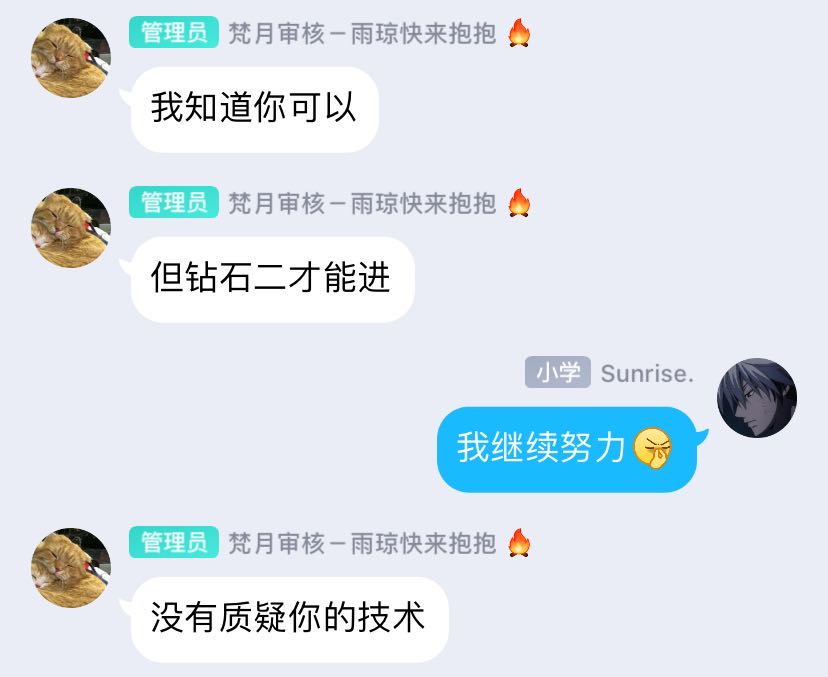 管理员 梵月审核－雨琼快来抱抱🔥
我知道你可以
管理员 梵月审核－雨琼快来抱抱🔥
但钻石二才能进
小学 Sunrise.
我继续努力
管理员 梵月审核－雨琼快来抱抱🔥
没有质疑你的技术